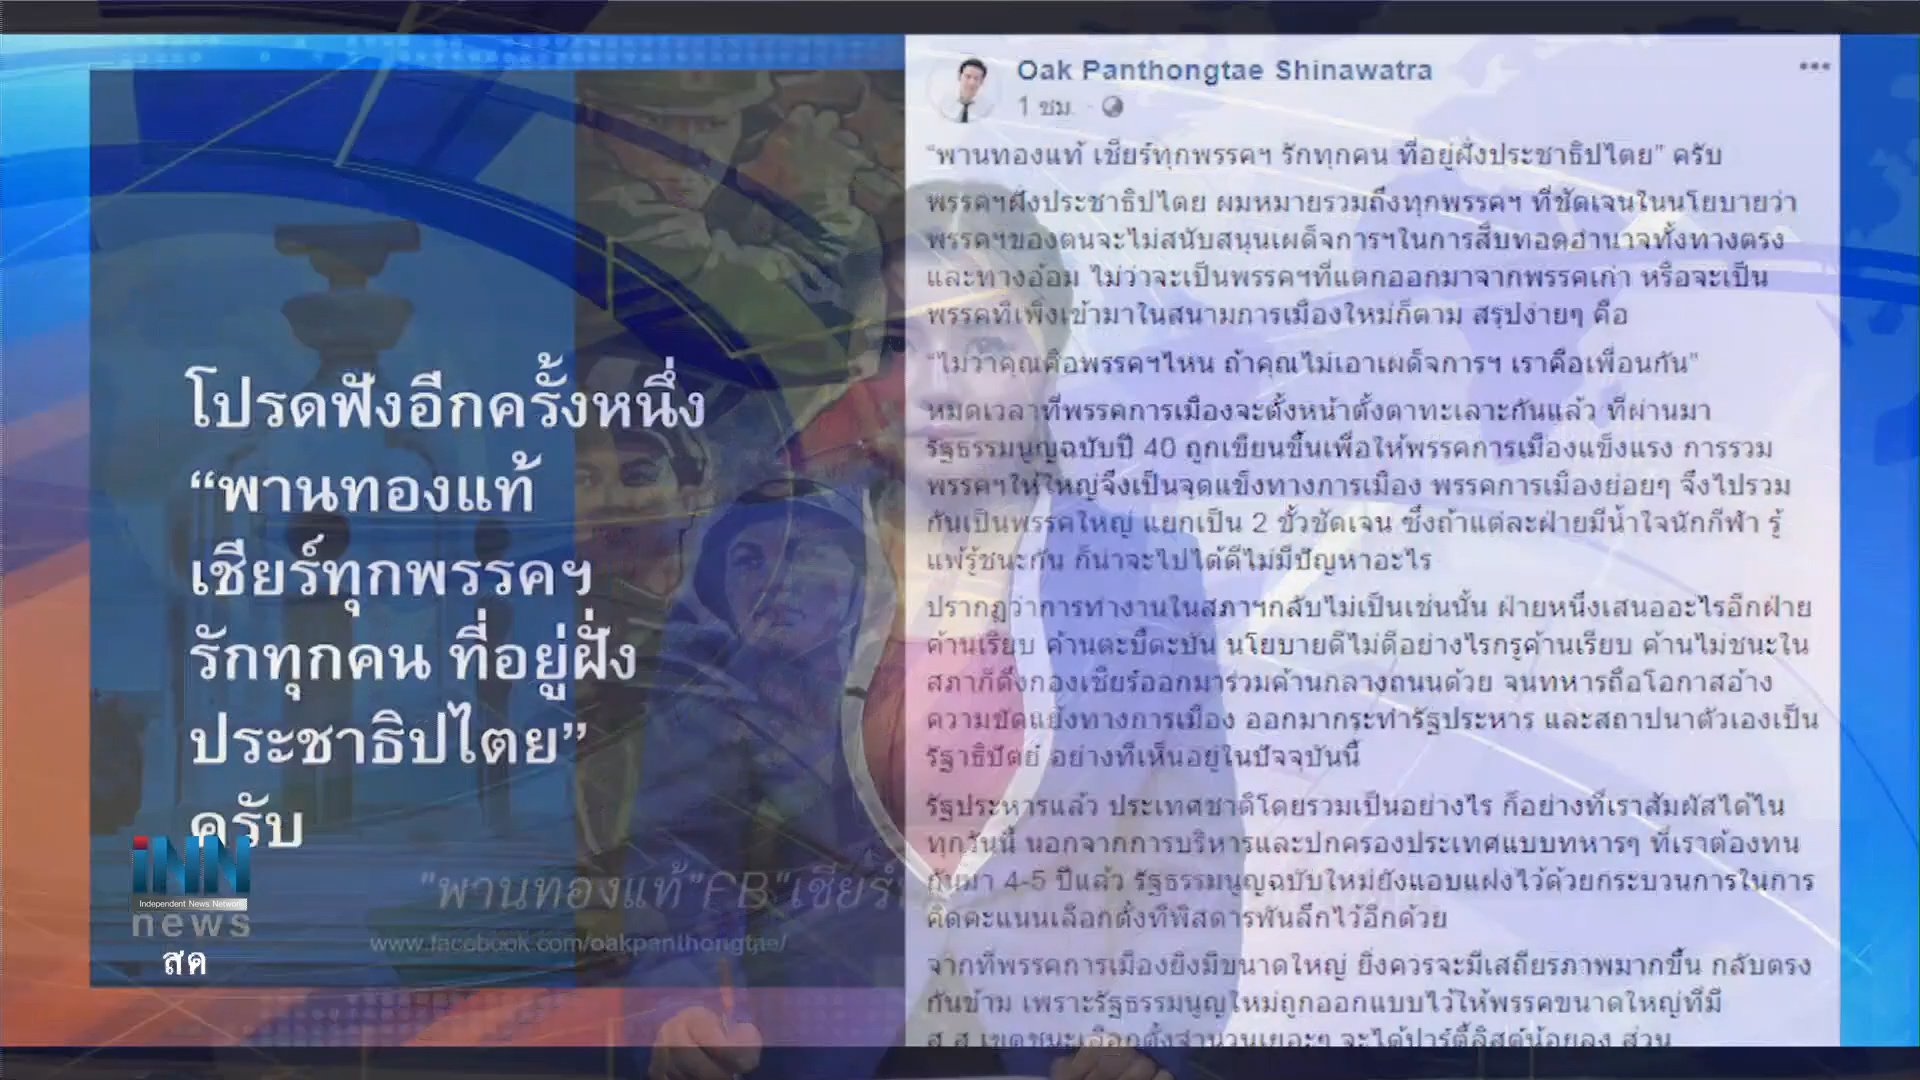 โปรดฟังอีกครั้งหนึ่ง
“พานทองแท้
เชียร์ทุกพรรคฯ
รักทุกคน ที่อยู่ฝั่ง
ประชาธิปไตย”
ครับ
"พานทองแท้"FB"เชียร์
www.facebook.com/oakpanthongtae/
iNN
Independent News Network
news
สด
Oak Panthongtae Shinawatra
1 ชม.
“พานทองแท้ เชียร์ทุกพรรคฯ รักทุกคน ที่อยู่ฝั่งประชาธิปไตย” ครับ
พรรคฯฝั่งประชาธิปไตย ผมหมายรวมถึงทุกพรรคฯ ที่ชัดเจนในนโยบายว่า
พรรคฯของตนจะไม่สนับสนุนเผด็จการฯในการสืบทอดอำนาจทั้งทางตรง
และทางอ้อม ไม่ว่าจะเป็นพรรคฯที่แตกออกมาจากพรรคเก่า หรือจะเป็น
พรรคที่เพิ่งเข้ามาในสนามการเมืองใหม่ก็ตาม สรุปง่ายๆ คือ
“ไม่ว่าคุณคือพรรคฯไหน ถ้าคุณไม่เอาเผด็จการฯ เราคือเพื่อนกัน”
หมดเวลาที่พรรคการเมืองจะตั้งหน้าตั้งตาทะเลาะกันแล้ว ที่ผ่านมา
รัฐธรรมนูญฉบับปี 40 ถูกเขียนขึ้นเพื่อให้พรรคการเมืองแข็งแรง การรวม
พรรคฯให้ใหญ่จึงเป็นจุดแข็งทางการเมือง พรรคการเมืองย่อยๆ จึงไปรวม
กันเป็นพรรคใหญ่ แยกเป็น 2 ขั้วชัดเจน ซึ่งถ้าแต่ละฝ่ายมีน้ำใจนักกีฬา รู้
แพ้รู้ชนะกัน ก็น่าจะไปได้ดีไม่มีปัญหาอะไร
ปรากฏว่าการทำงานในสภาฯกลับไม่เป็นเช่นนั้น ฝ่ายหนึ่งเสนออะไรอีกฝ่าย
ค้านเรียบ ค้านตะบี้ตะบัน นโยบายดีไม่ดีอย่างไรกรูค้านเรียบ ค้านไม่ชนะใน
สภาก็ดึงกองเชียร์ออกมาร่วมค้านกลางถนนด้วย จนทหารถือโอกาสอ้าง
ความขัดแย้งทางการเมือง ออกมากระทำรัฐประหาร และสถาปนาตัวเองเป็น
รัฐาธิปัตย์ อย่างที่เห็นอยู่ในปัจจุบันนี้
รัฐประหารแล้ว ประเทศชาติโดยรวมเป็นอย่างไร ก็อย่างที่เราสัมผัสได้ใน
ทุกวันนี้ นอกจากการบริหารและปกครองประเทศแบบทหารๆ ที่เราต้องทน
กันมา 4-5 ปีแล้ว รัฐธรรมนูญฉบับใหม่ยังแอบแฝงไว้ด้วยกระบวนการในการ
คิดคะแนนเลือกตั้งที่พิสดารพันลึกไว้อีกด้วย
จากที่พรรคการเมืองยิ่งมีขนาดใหญ่ ยิ่งควรจะมีเสถียรภาพมากขึ้น กลับตรง
กันข้าม เพราะรัฐธรรมนูญใหม่ถูกออกแบบไว้ให้พรรคขนาดใหญ่ที่มี
ส.ส.เขตชนะเลือกตั้งจำนวนเยอะๆ จะได้ปาร์ตี้ลิสต์น้อยลง ส่วน